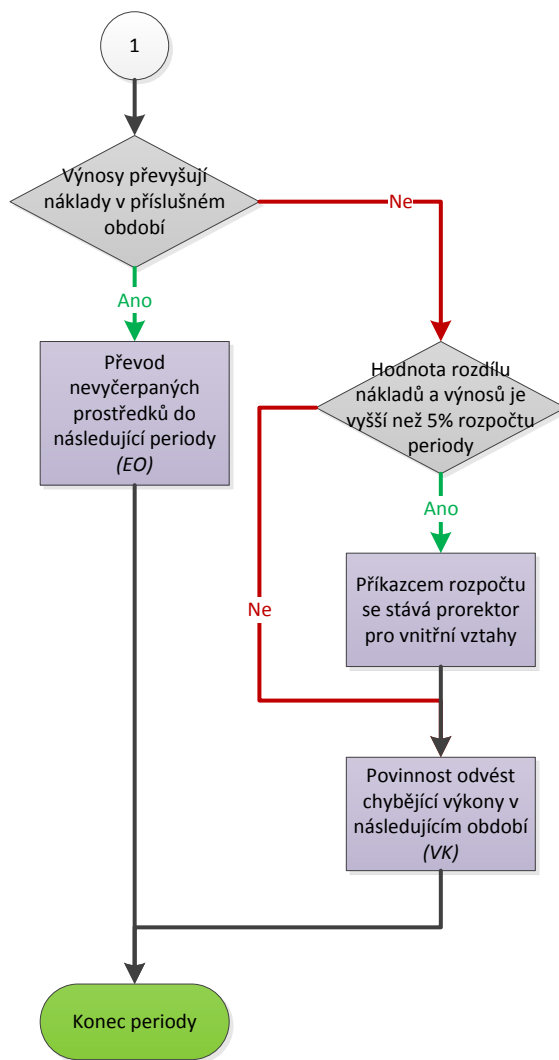 1
Výnosy převyšují
náklady v příslušném
období
Ne
Ano
Převod
nevyčerpaných
prostředků do
následující periody
(EO)
Hodnota rozdílu
nákladů a výnosů je
vyšší než 5% rozpočtu
periody
Ano
Ne
Příkazcem rozpočtu
se stává prorektor
pro vnitřní vztahy
Povinnost odvést
chybějící výkony v
následujícím období
(VK)
Konec periody